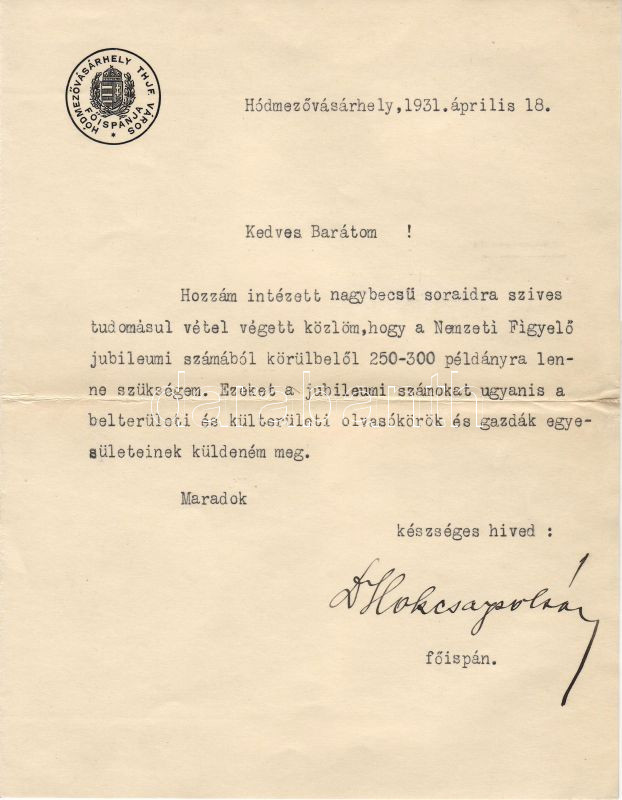 HÓDMEZŐVÁSÁRHELY THJF. VÁROS
FŐISPÁNJA
Hódmezővásárhely,1931.április 18.
Kedves Barátom !
Hozzám intézett nagybecsü soraidra szives
tudomásul vétel végett közlöm,hogy a Nemzeti Figyelő
jubileumi számából körülbelől 250-300 példányra len-
ne szükségem. Ezeket a jubileumi számokat ugyanis a
belterületi és külterületi olvasókörök és gazdák egye-
sületeinek küldeném meg.
Maradok
készséges hived :
főispán.
darabanth